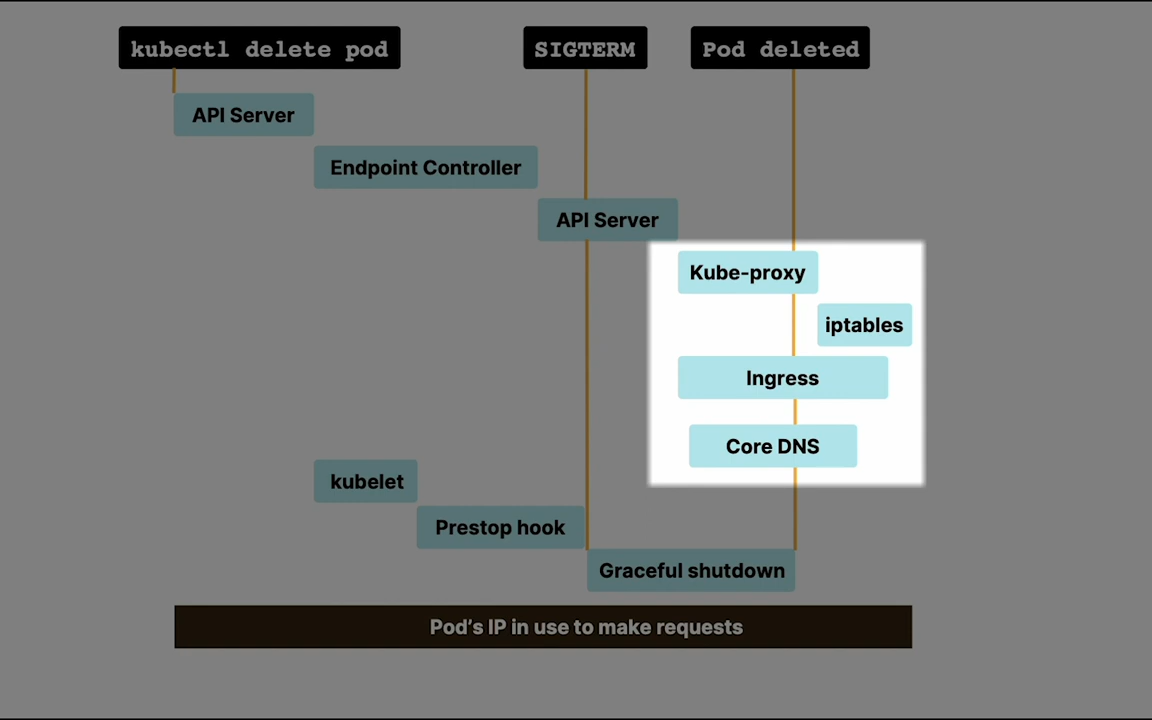 kubectl delete pod
SIGTERM
Pod deleted
API Server
Endpoint Controller
API Server
Kube-proxy
iptables
Ingress
Core DNS
kubelet
Prestop hook
Graceful shutdown
Pod’s IP in use to make requests